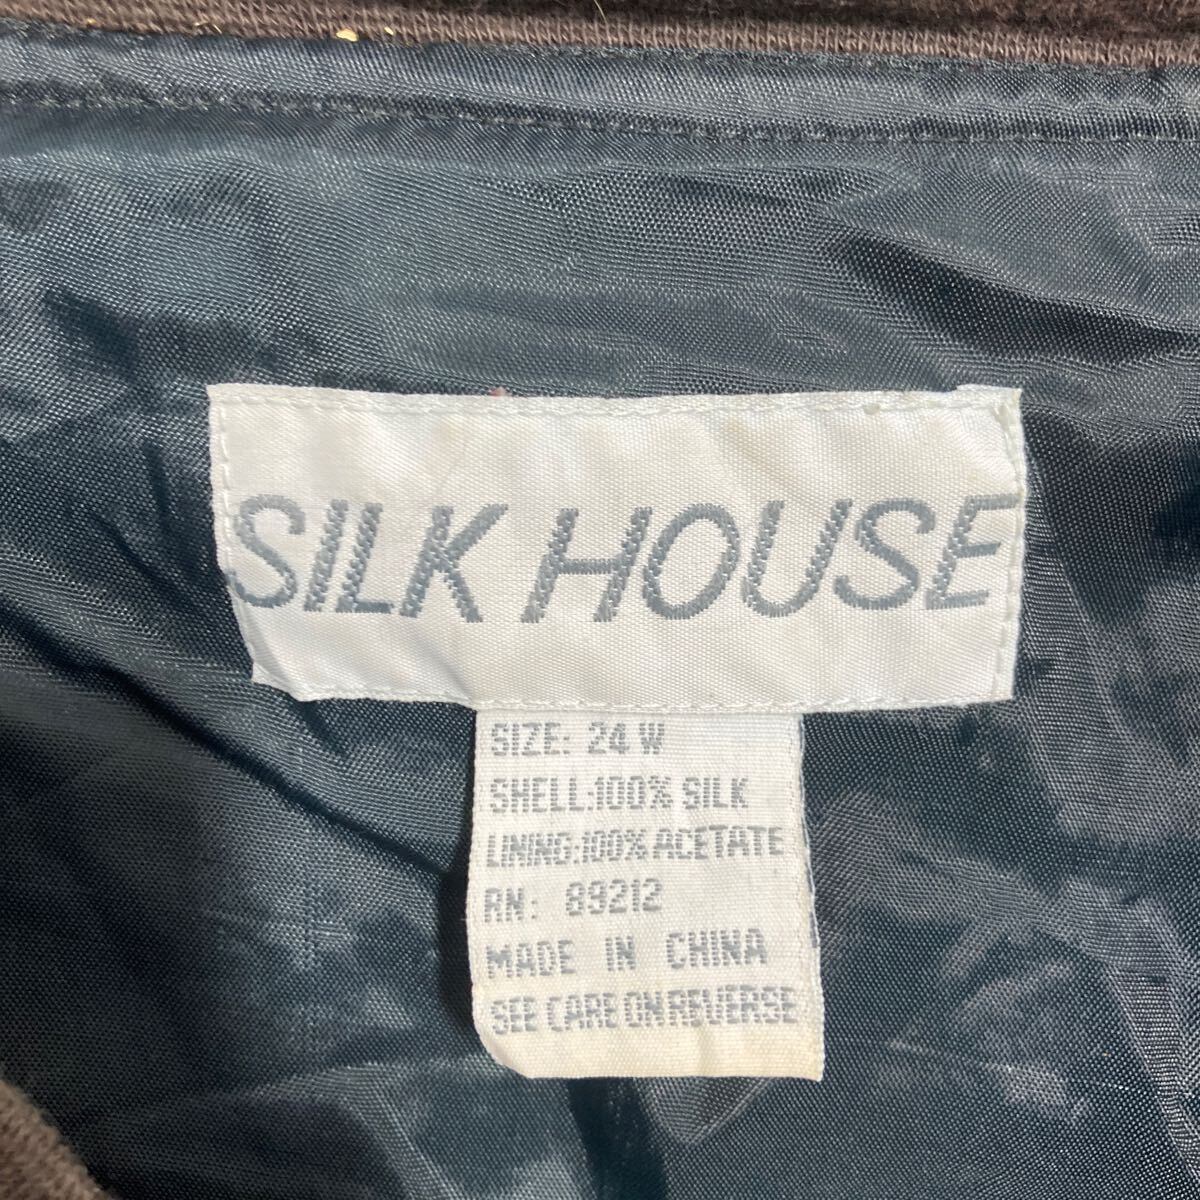 SILK HOUSE
SIZE: 24 W
SHELL:100% SILK
LINING:100% ACETATE
RN: 89212
MADE IN CHINA
SEE CARE ON REVERSE